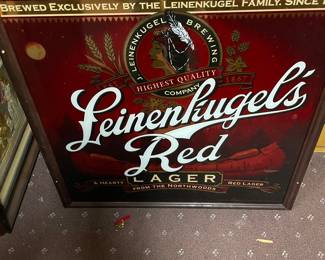 BREWED EXCLUSIVELY BY THE LEINENKUGEL FAMILY. SINCE
J. LEINENKUGEL BREWING
HIGHEST QUALITY
1867
COMPANY
Leinenkugel's
Red
LAGER
A HEARTY FROM THE NORTHWOODS RED LAGER